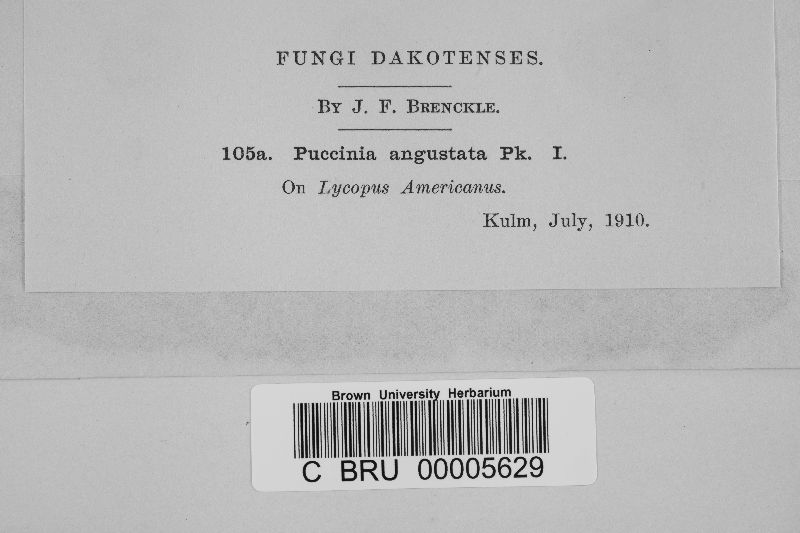 FUNGI DAKOTENSES.
BY J. F. BRENCKLE.
105a. Puccinia angustata Pk. I.
On Lycopus Americanus.
Kulm, July, 1910.
Brown University Herbarium
C BRU 00005629